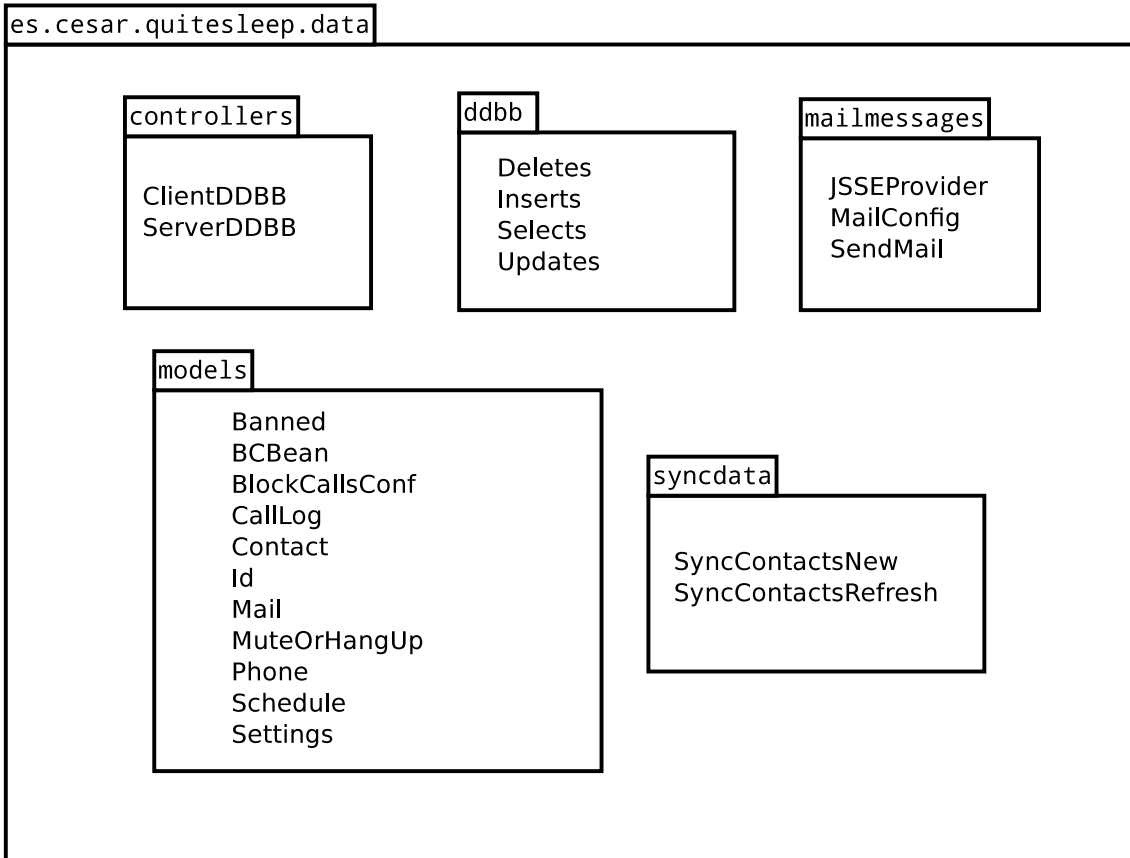 es.cesar.quitesleep.data
controllers
ClientDDBB
ServerDDBB
ddbb
Deletes
Inserts
Selects
Updates
mailmessages
JSSEProvider
MailConfig
SendMail
models
Banned
BCBean
BlockCallsConf
CallLog
Contact
Id
Mail
MuteOrHangUp
Phone
Schedule
Settings
syncdata
SyncContactsNew
SyncContactsRefresh